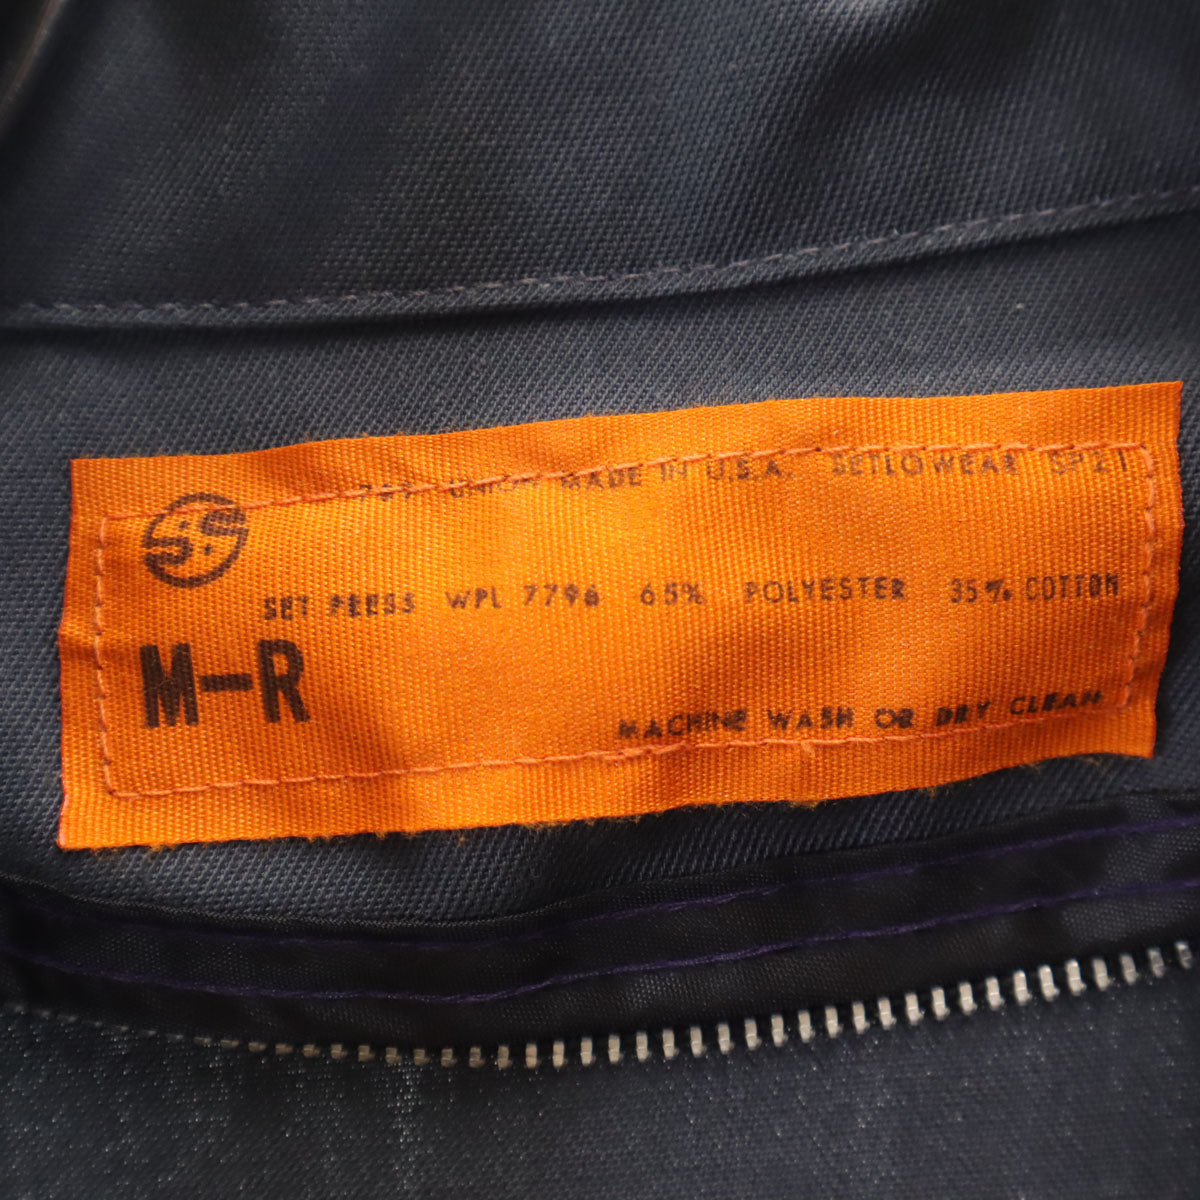 MADE IN U.S.A. SETLOWEAR SP21
S:S
SET PRESS WPL 7796 65% POLYESTER 35% COTTON
M-R
MACHINE WASH OR DRY CLEAN